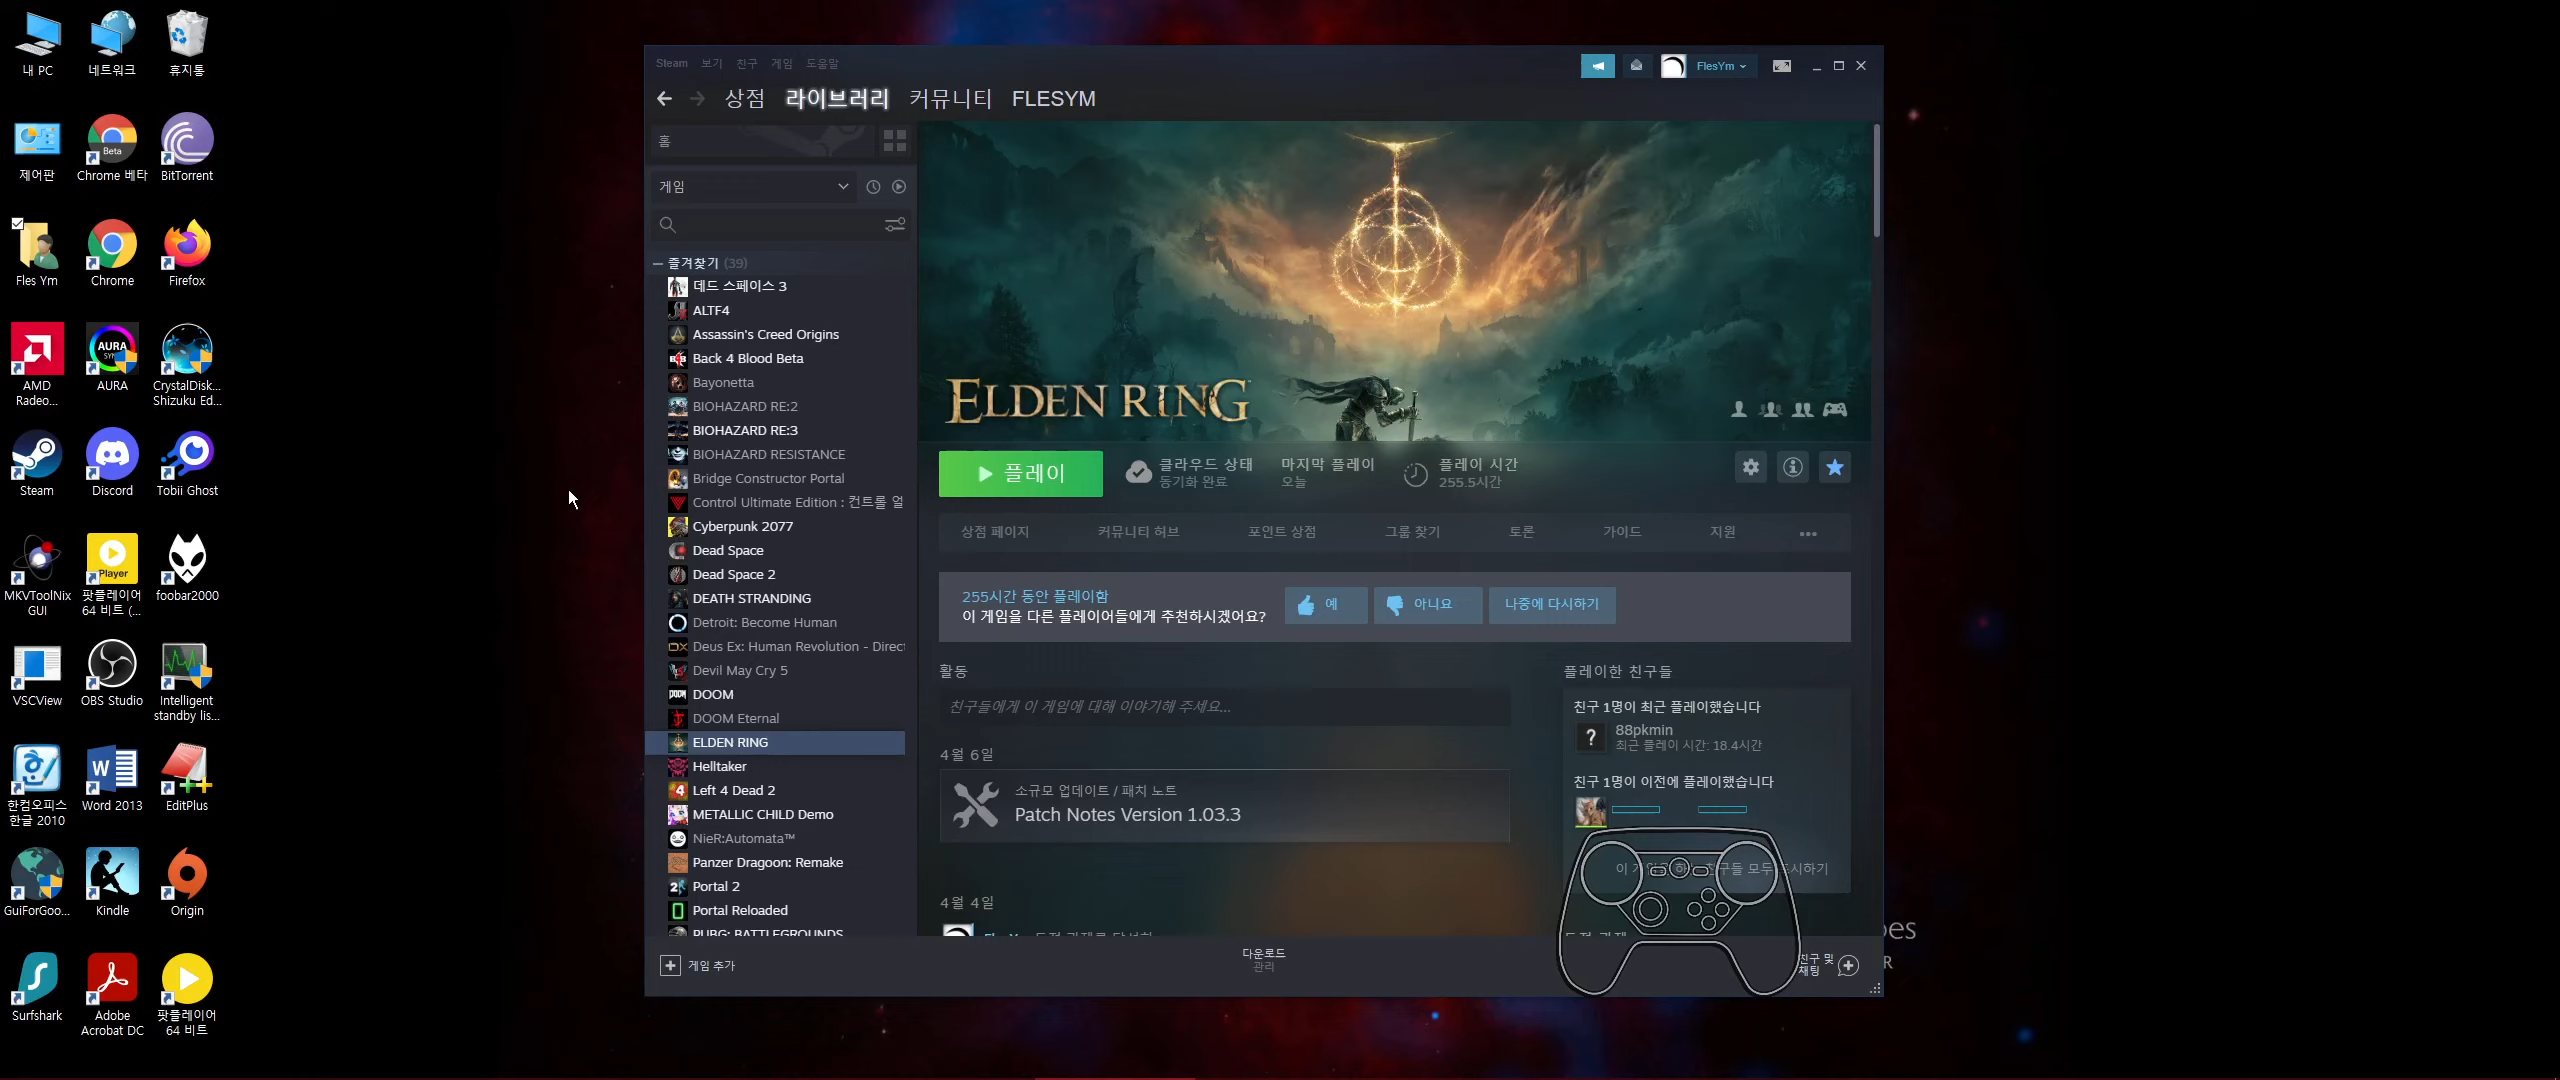 내 PC
네트워크
휴지통
제어판
Chrome 베타
BitTorrent
Fles Ym
Chrome
Firefox
AMD
Radeo...
AURA
CrystalDisk...
Shizuku Ed...
Steam
Discord
Tobii Ghost
MKVToolNix
GUI
팟플레이어
64 비트 (...
foobar2000
VSCView
OBS Studio
Intelligent
standby lis...
한컴오피스
한글 2010
Word 2013
EditPlus
GuiForGoo...
Kindle
Origin
Surfshark
Adobe
Acrobat DC
팟플레이어
64 비트
Steam 보기 친구 게임 도움말
FlesYm
상점 라이브러리 커뮤니티 FLESYM
홈
게임
즐겨찾기 (39)
데드 스페이스 3
ALTF4
Assassin's Creed Origins
Back 4 Blood Beta
Bayonetta
BIOHAZARD RE:2
BIOHAZARD RE:3
BIOHAZARD RESISTANCE
Bridge Constructor Portal
Control Ultimate Edition : 컨트롤 얼
Cyberpunk 2077
Dead Space
Dead Space 2
DEATH STRANDING
Detroit: Become Human
Deus Ex: Human Revolution - Direct
Devil May Cry 5
DOOM
DOOM Eternal
ELDEN RING
Helltaker
Left 4 Dead 2
METALLIC CHILD Demo
NieR:Automata™
Panzer Dragoon: Remake
Portal 2
Portal Reloaded
PUBG: BATTLEGROUNDS
게임 추가
ELDEN RING
플레이
클라우드 상태
동기화 완료
마지막 플레이
오늘
플레이 시간
255.5시간
상점 페이지 커뮤니티 허브 포인트 상점 그룹 찾기 토론 가이드 지원
255시간 동안 플레이함
이 게임을 다른 플레이어들에게 추천하시겠어요?
예
아니요
나중에 다시하기
활동
친구들에게 이 게임에 대해 이야기해 주세요...
4월 6일
소규모 업데이트 / 패치 노트
Patch Notes Version 1.03.3
4월 4일
플레이한 친구들
친구 1명이 최근 플레이했습니다
88pkmin
최근 플레이 시간: 18.4시간
친구 1명이 이전에 플레이했습니다
다운로드
관리
친구 및
채팅